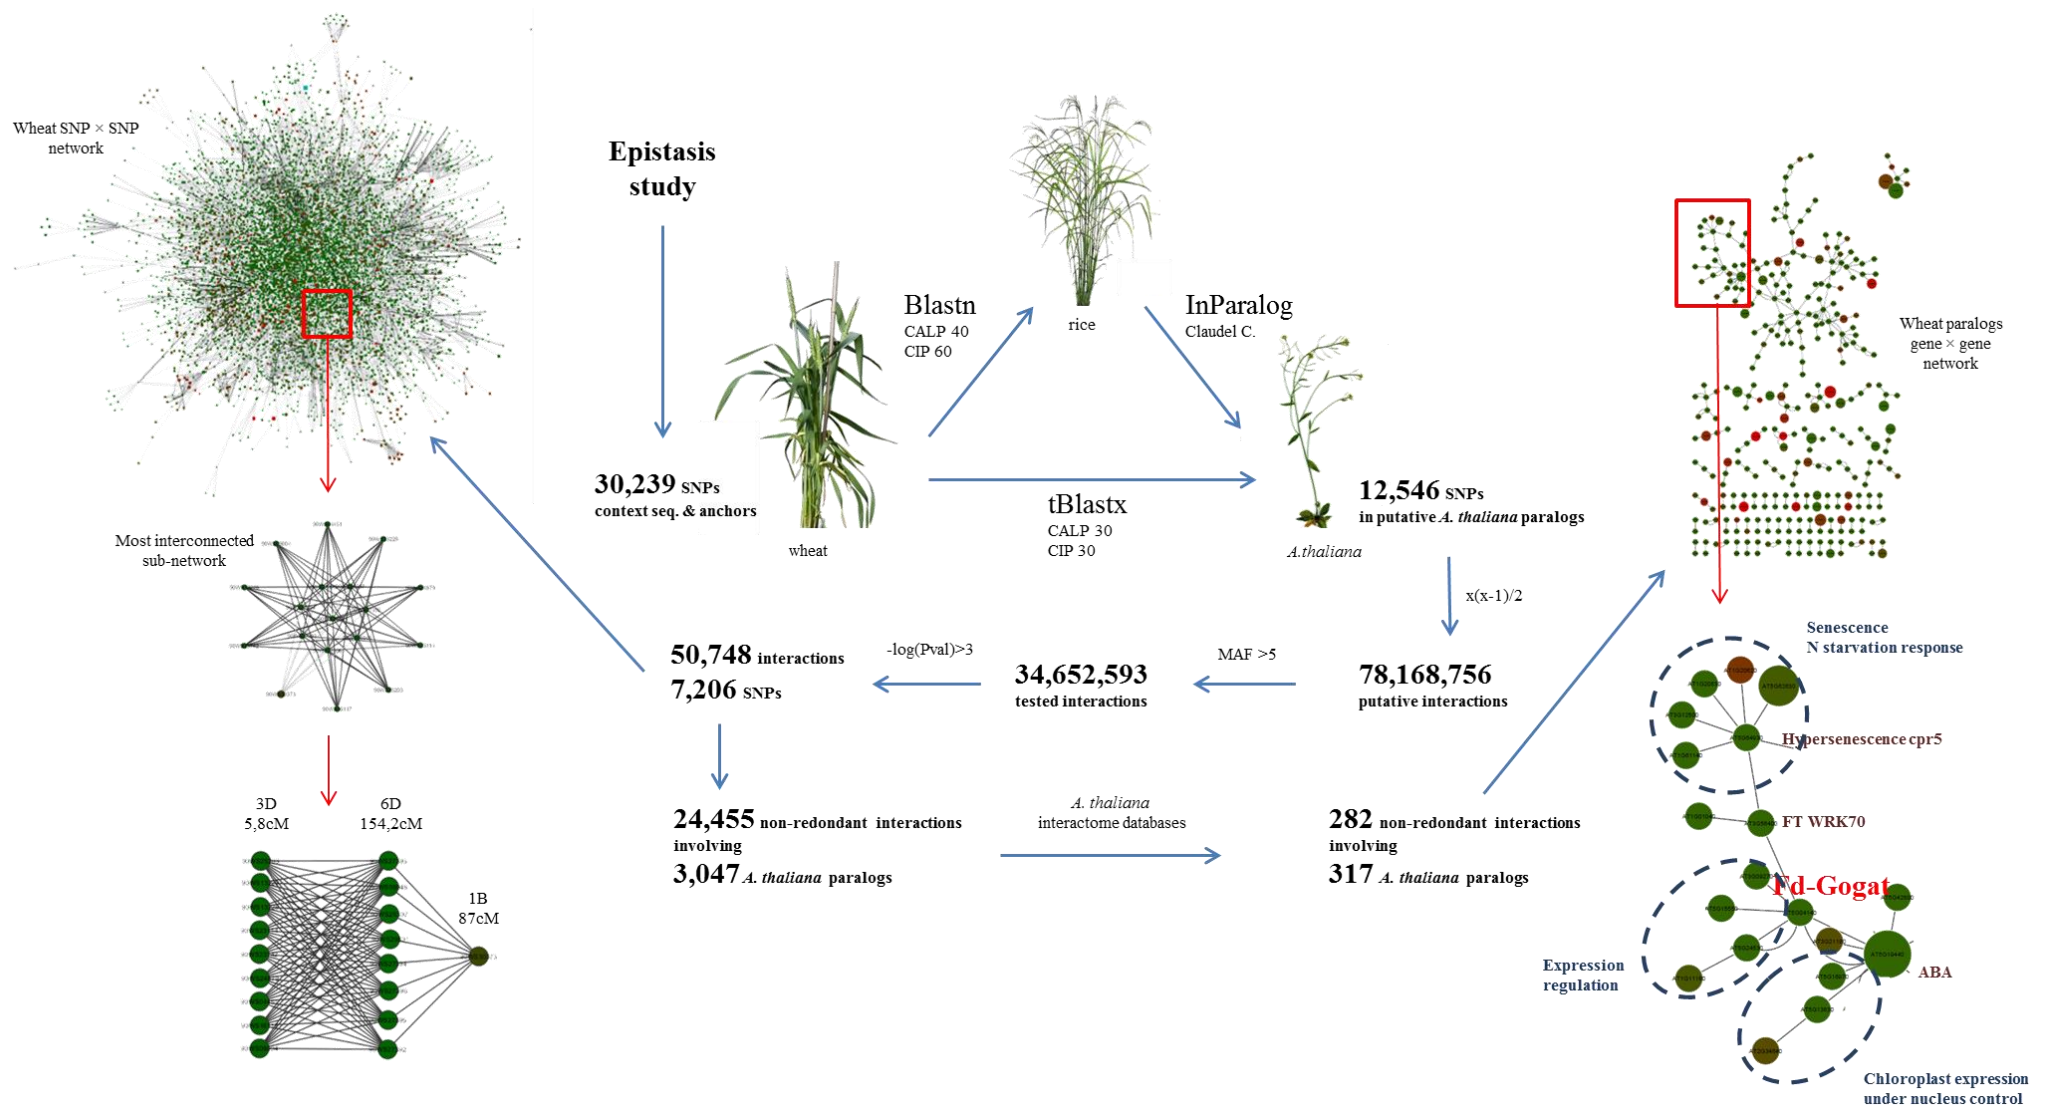 Wheat SNP × SNP
network
Epistasis
study
Blastn
CALP 40
CIP 60
rice
InParalog
Claudel C.
Wheat paralogs
gene × gene
network
30,239 SNPs
context seq. & anchors
wheat
tBlastx
CALP 30
CIP 30
A.thaliana
12,546 SNPs
in putative A. thaliana paralogs
Most interconnected
sub-network
x(x-1)/2
50,748 interactions
7,206 SNPs
-log(Pval)>3
34,652,593
tested interactions
MAF >5
78,168,756
putative interactions
Senescence
N starvation response
Hypersenescence cpr5
3D
5,8cM
6D
154,2cM
1B
87cM
24,455 non-redondant interactions
involving
3,047 A. thaliana paralogs
A. thaliana
interactome databases
282 non-redondant interactions
involving
317 A. thaliana paralogs
FT WRK70
Fd-Gogat
ABA
Expression
regulation
Chloroplast expression
under nucleus control